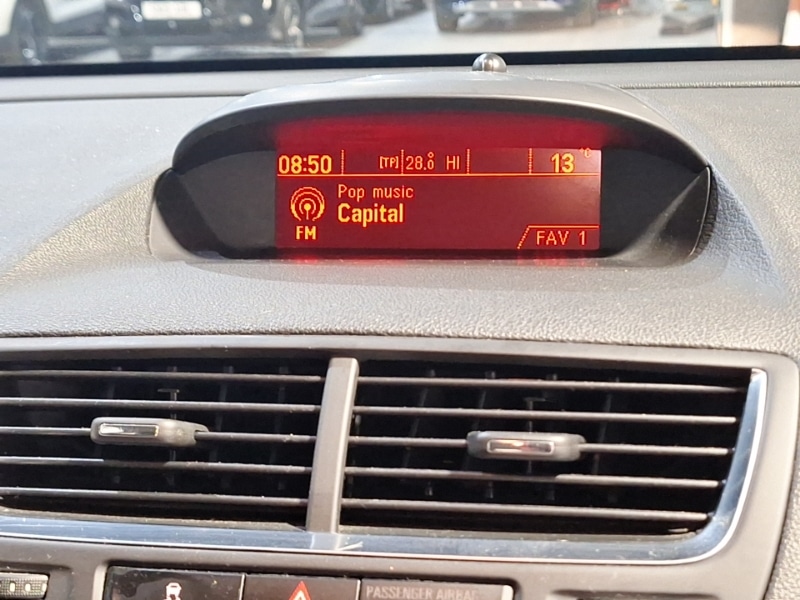 08:50 [TP] 28.0° HI 13 °C
Pop music
Capital
FM
FAV 1
PASSENGER AIRBAG